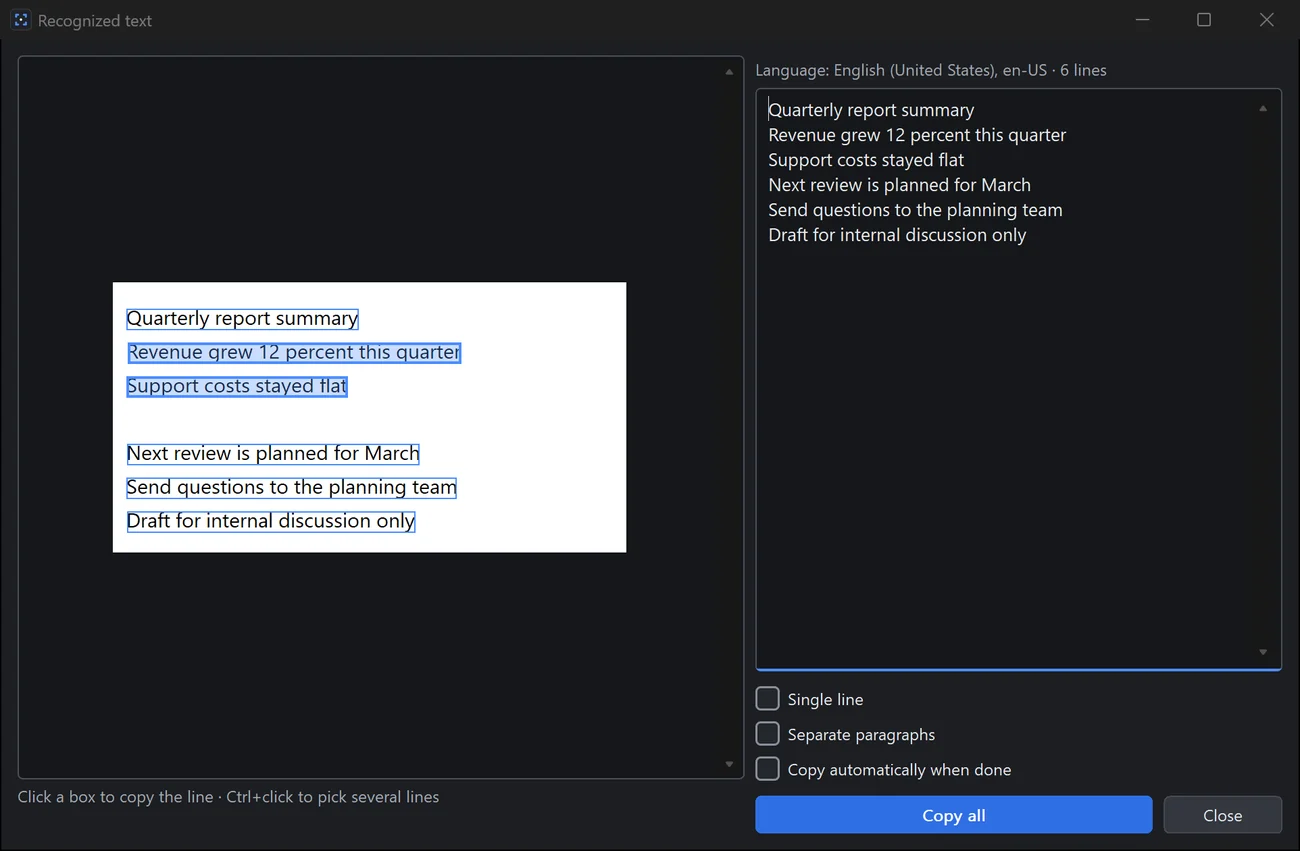 Recognized text
Language: English (United States), en-US · 6 lines
Quarterly report summary
Revenue grew 12 percent this quarter
Support costs stayed flat
Next review is planned for March
Send questions to the planning team
Draft for internal discussion only
Quarterly report summary
Revenue grew 12 percent this quarter
Support costs stayed flat
Next review is planned for March
Send questions to the planning team
Draft for internal discussion only
Single line
Separate paragraphs
Copy automatically when done
Click a box to copy the line · Ctrl+click to pick several lines
Copy all
Close